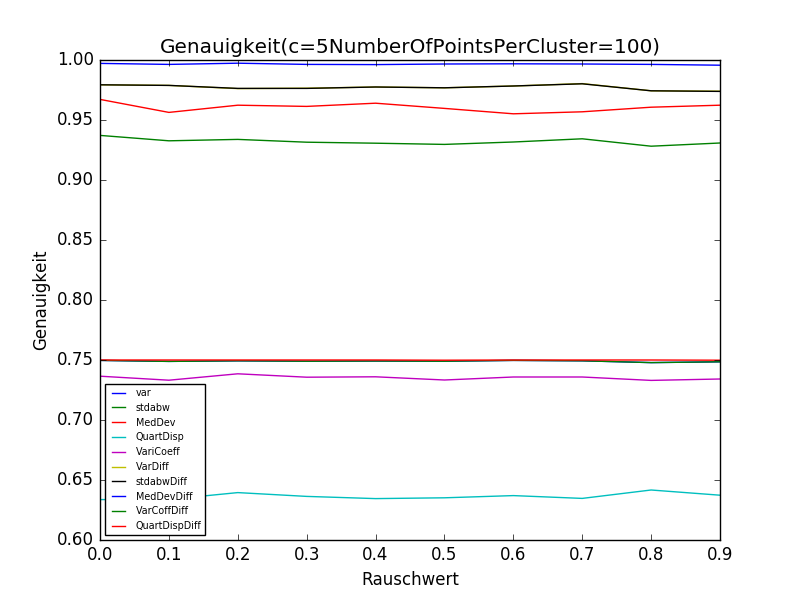 Genauigkeit(c=5NumberOfPointsPerCluster=100)
1.00
0.95
0.90
0.85
0.80
0.75
0.70
0.65
0.60
Genauigkeit
var
stdabw
MedDev
QuartDisp
VariCoeff
VarDiff
stdabwDiff
MedDevDiff
VarCoffDiff
QuartDispDiff
0.0 0.1 0.2 0.3 0.4 0.5 0.6 0.7 0.8 0.9
Rauschwert